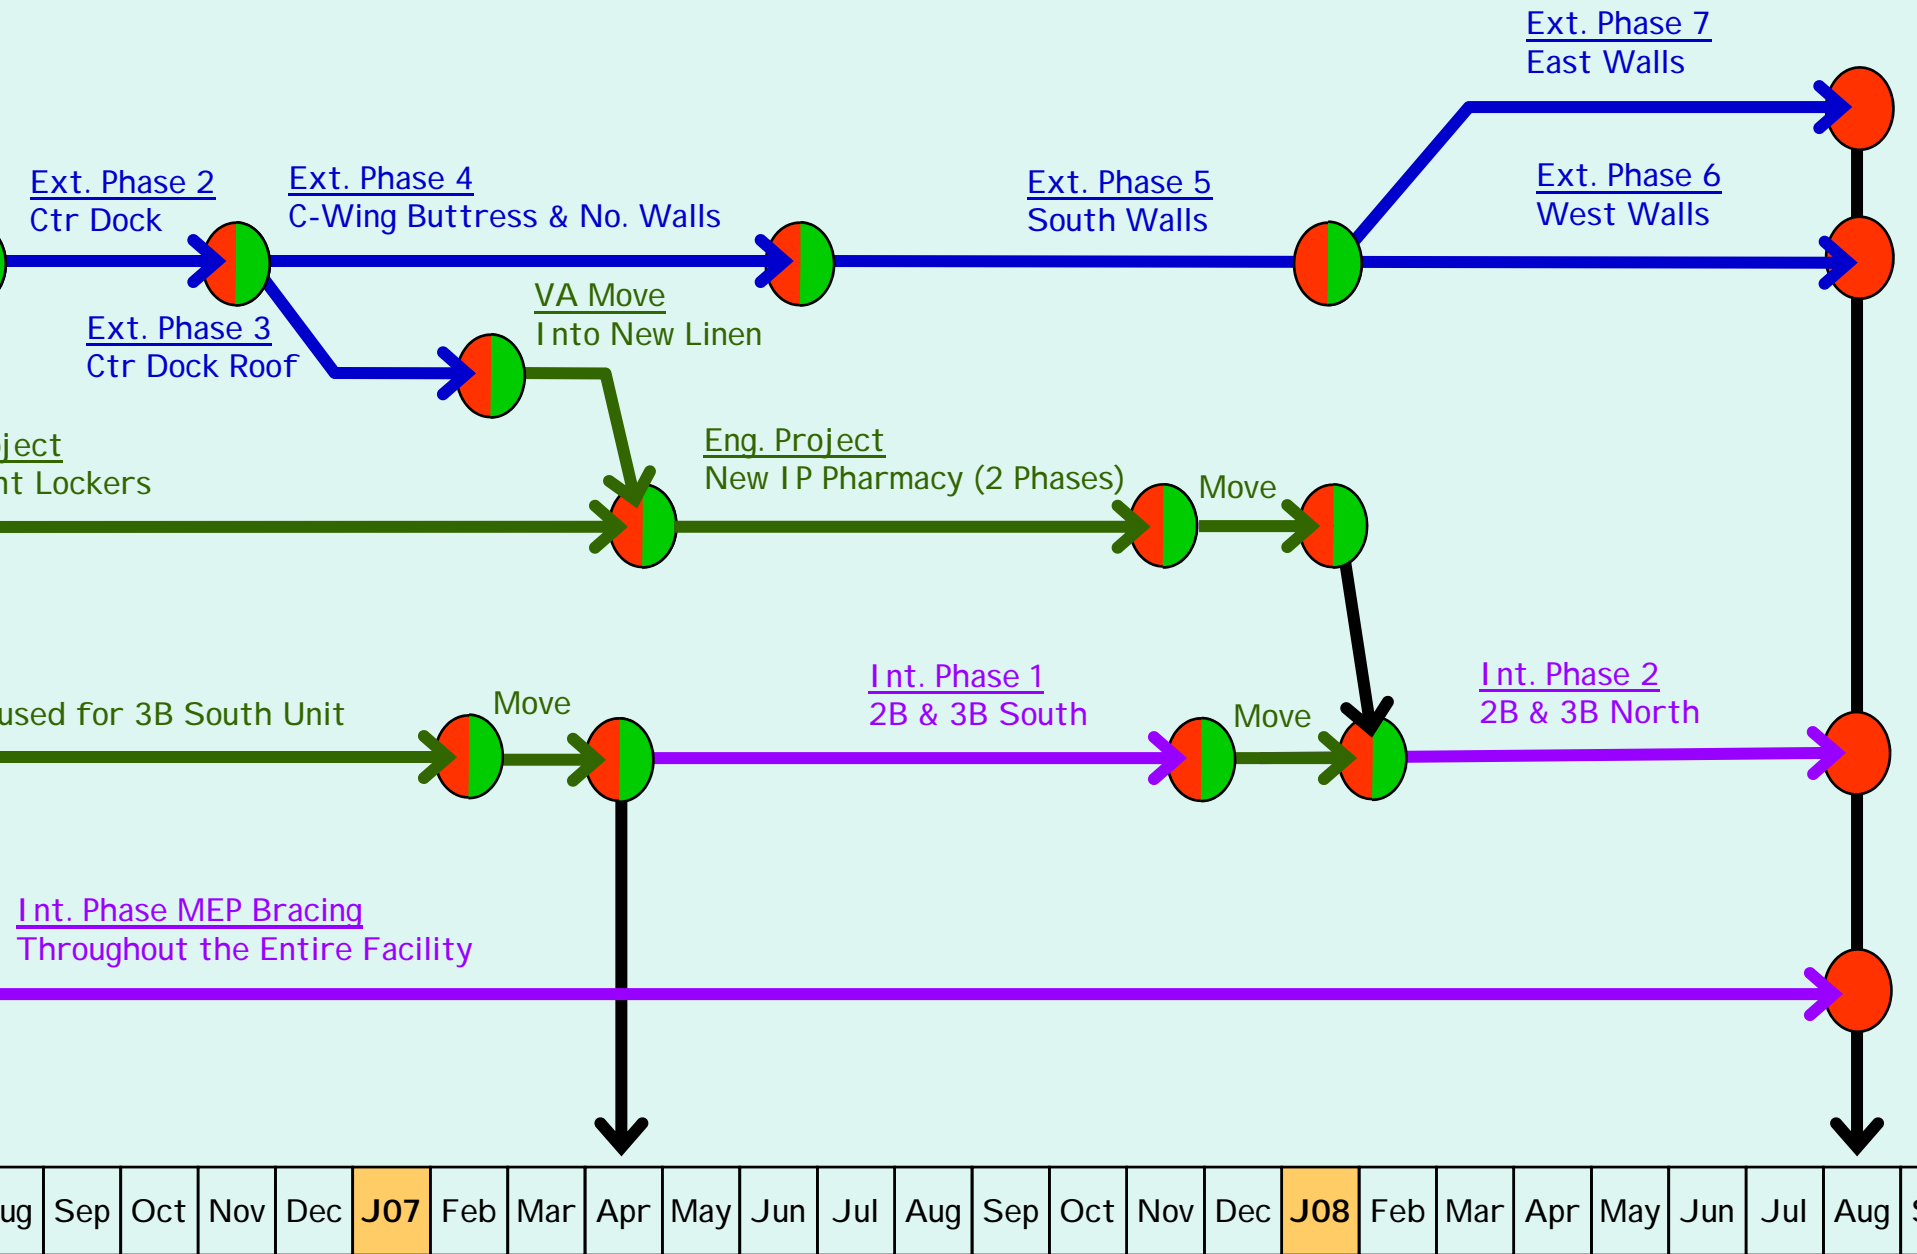 Ext. Phase 7
East Walls
Ext. Phase 2
Ctr Dock
Ext. Phase 4
C-Wing Buttress & No. Walls
Ext. Phase 5
South Walls
Ext. Phase 6
West Walls
Ext. Phase 3
Ctr Dock Roof
VA Move
Into New Linen
ject
nt Lockers
Eng. Project
New IP Pharmacy (2 Phases)
Move
used for 3B South Unit
Move
Int. Phase 1
2B & 3B South
Move
Int. Phase 2
2B & 3B North
Int. Phase MEP Bracing
Throughout the Entire Facility
ug Sep Oct Nov Dec J07 Feb Mar Apr May Jun Jul Aug Sep Oct Nov Dec J08 Feb Mar Apr May Jun Jul Aug